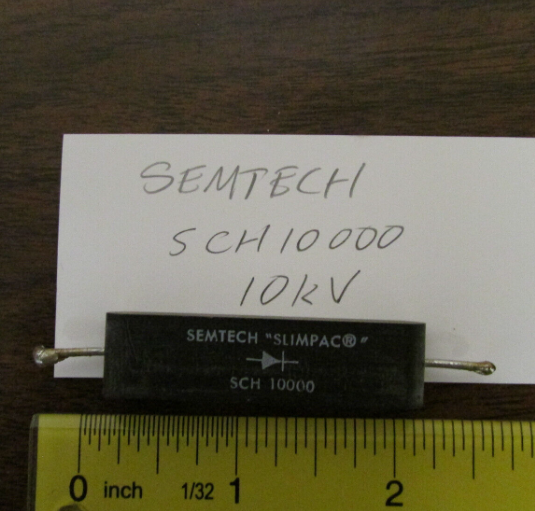 SEMTECH
SCH10000
10kV
SEMTECH "SLIMPAC®"
SCH 10000
0 inch 1/32 1 2